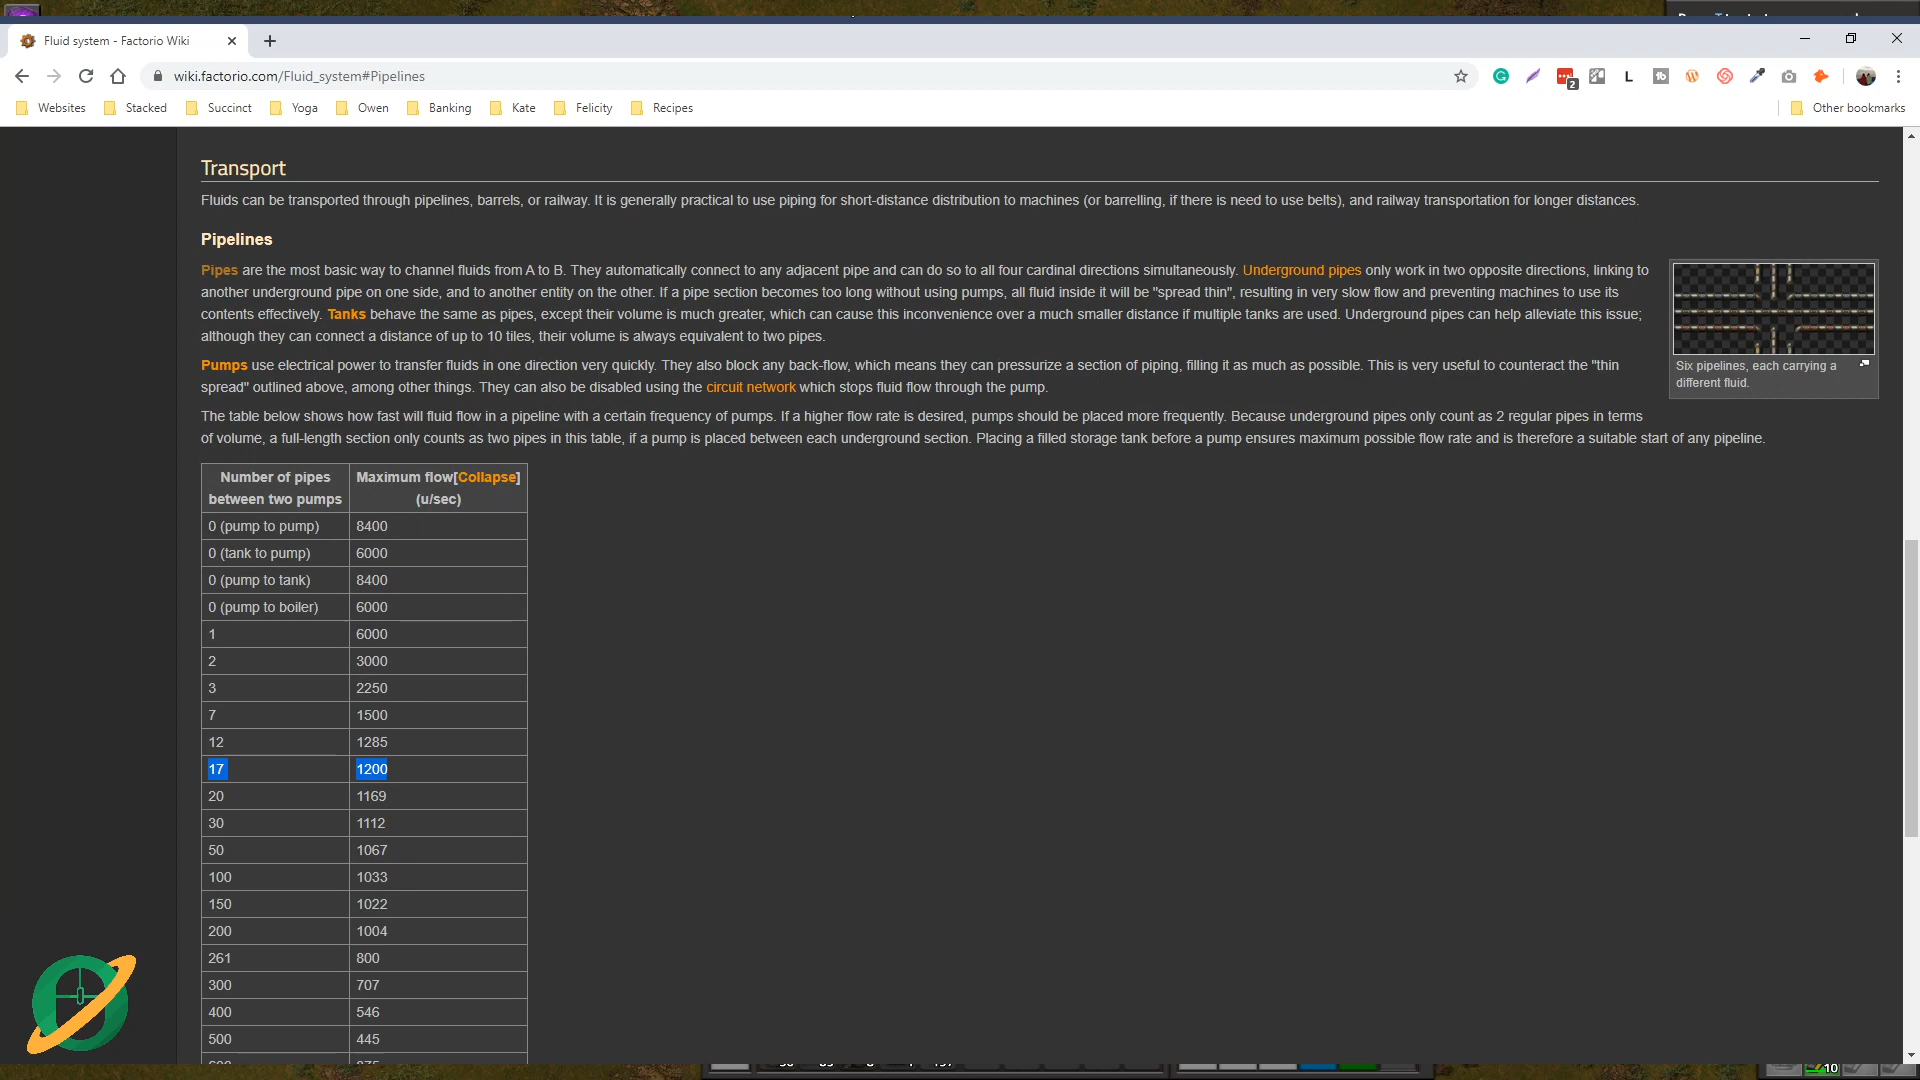 Fluid system - Factorio Wiki
wiki.factorio.com/Fluid_system#Pipelines
2
L
Websites
Stacked
Succinct
Yoga
Owen
Banking
Kate
Felicity
Recipes
Other bookmarks
Transport
Fluids can be transported through pipelines, barrels, or railway. It is generally practical to use piping for short-distance distribution to machines (or barrelling, if there is need to use belts), and railway transportation for longer distances.
Pipelines
Pipes are the most basic way to channel fluids from A to B. They automatically connect to any adjacent pipe and can do so to all four cardinal directions simultaneously. Underground pipes only work in two opposite directions, linking to
another underground pipe on one side, and to another entity on the other. If a pipe section becomes too long without using pumps, all fluid inside it will be "spread thin", resulting in very slow flow and preventing machines to use its
contents effectively. Tanks behave the same as pipes, except their volume is much greater, which can cause this inconvenience over a much smaller distance if multiple tanks are used. Underground pipes can help alleviate this issue;
although they can connect a distance of up to 10 tiles, their volume is always equivalent to two pipes.
Six pipelines, each carrying a
different fluid.
Pumps use electrical power to transfer fluids in one direction very quickly. They also block any back-flow, which means they can pressurize a section of piping, filling it as much as possible. This is very useful to counteract the "thin
spread" outlined above, among other things. They can also be disabled using the circuit network which stops fluid flow through the pump.
The table below shows how fast will fluid flow in a pipeline with a certain frequency of pumps. If a higher flow rate is desired, pumps should be placed more frequently. Because underground pipes only count as 2 regular pipes in terms
of volume, a full-length section only counts as two pipes in this table, if a pump is placed between each underground section. Placing a filled storage tank before a pump ensures maximum possible flow rate and is therefore a suitable start of any pipeline.
Number of pipes
between two pumps
Maximum flow[Collapse]
(u/sec)
0 (pump to pump) 8400
0 (tank to pump) 6000
0 (pump to tank) 8400
0 (pump to boiler) 6000
1 6000
2 3000
3 2250
7 1500
12 1285
17 1200
20 1169
30 1112
50 1067
100 1033
150 1022
200 1004
261 800
300 707
400 546
500 445
10